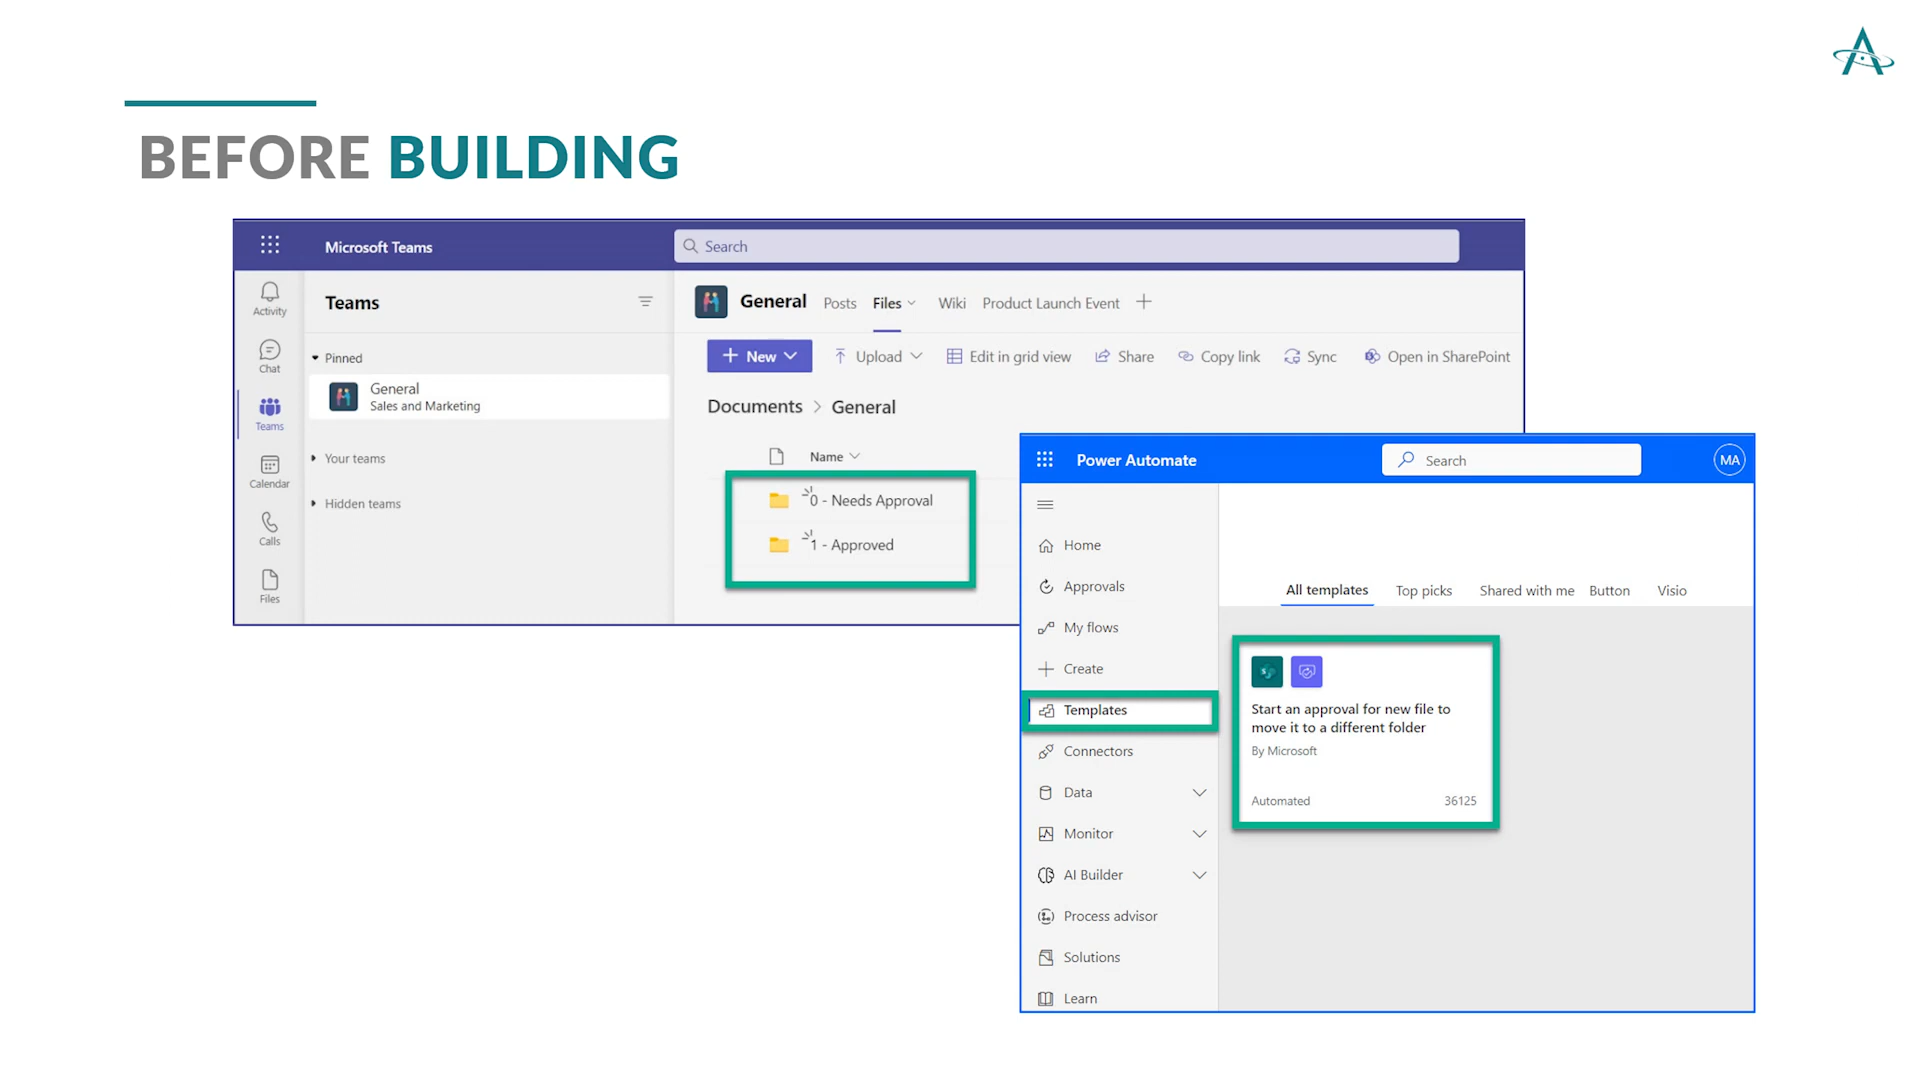 BEFORE BUILDING
Microsoft Teams
Search
Activity
Chat
Teams
Calendar
Calls
Files
Teams
Pinned
General
Sales and Marketing
Your teams
Hidden teams
General Posts Files Wiki Product Launch Event
New Upload Edit in grid view Share Copy link Sync Open in SharePoint
Documents > General
Name
0 - Needs Approval
1 - Approved
Power Automate
Search
MA
Home
Approvals
My flows
Create
Templates
Connectors
Data
Monitor
AI Builder
Process advisor
Solutions
Learn
All templates Top picks Shared with me Button Visio
Start an approval for new file to
move it to a different folder
By Microsoft
Automated 36125